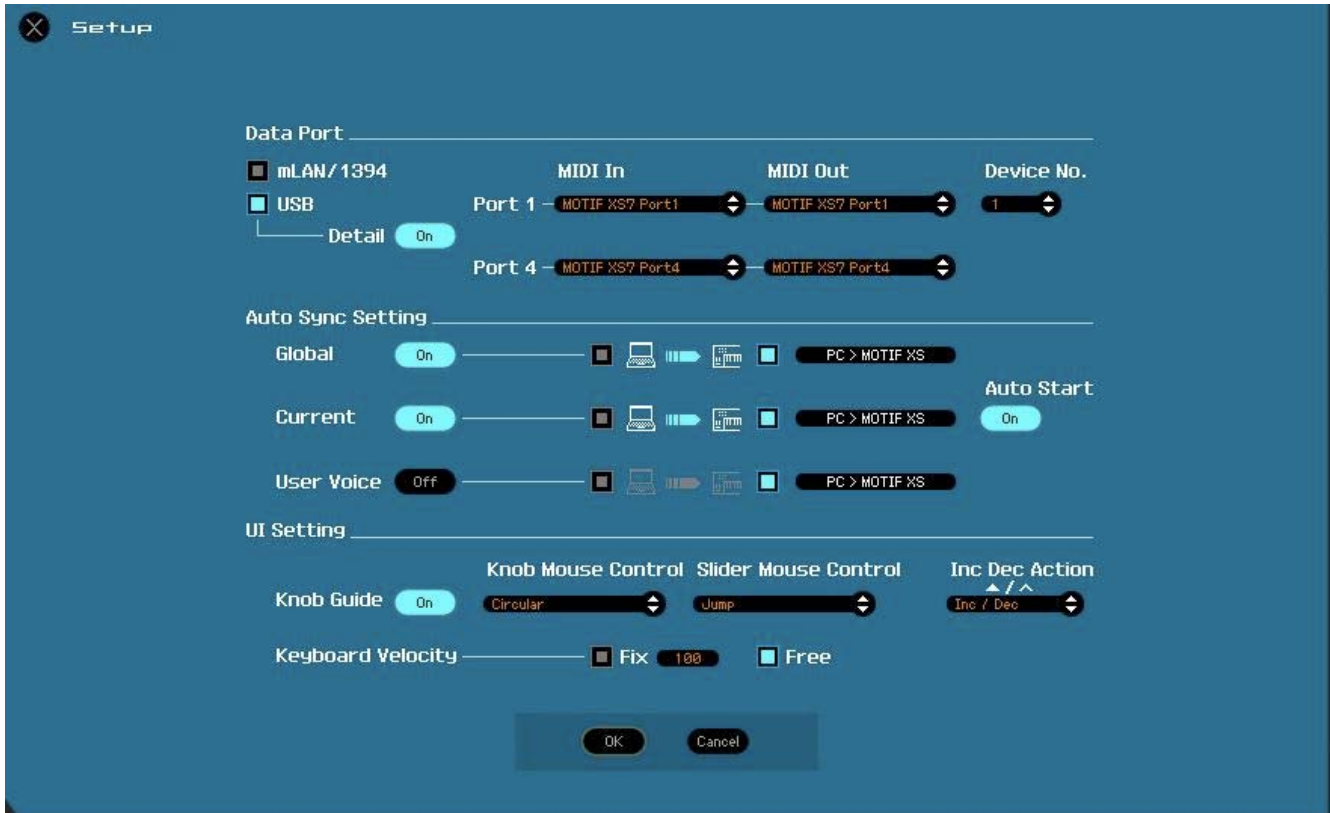 Setup
Data Port
mLAN/1394 MIDI In MIDI Out Device No.
USB Port 1 MOTIF XS7 Port1 MOTIF XS7 Port1 1
Detail On
Port 4 MOTIF XS7 Port4 MOTIF XS7 Port4
Auto Sync Setting
Global On PC > MOTIF XS
Auto Start
Current On PC > MOTIF XS On
User Voice Off PC > MOTIF XS
UI Setting
Knob Mouse Control Slider Mouse Control Inc Dec Action
Knob Guide On Circular Jump Inc / Dec
Keyboard Velocity Fix 100 Free
OK Cancel